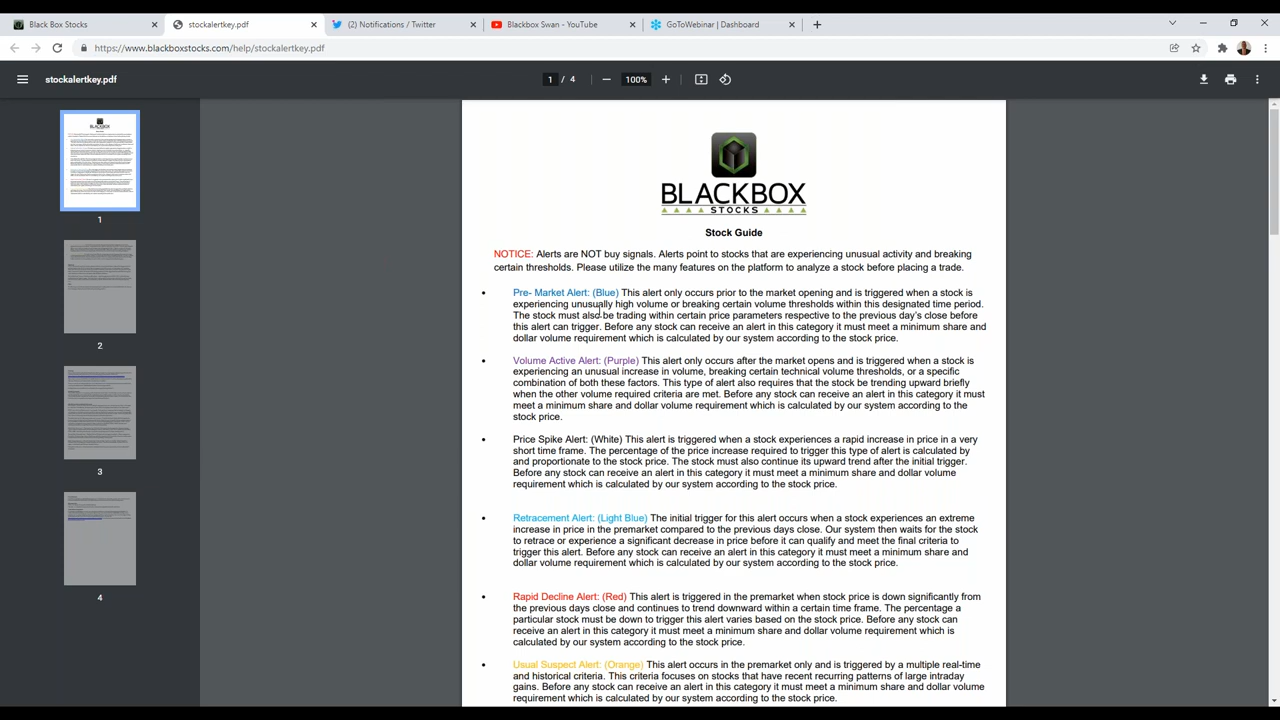 Black Box Stocks
stockalertkey.pdf
(2) Notifications / Twitter
Blackbox Swan - YouTube
GoToWebinar | Dashboard
https://www.blackboxstocks.com/help/stockalertkey.pdf
stockalertkey.pdf
1 / 4
100%
1
2
3
4
BLACKBOX
STOCKS
Stock Guide
NOTICE: Alerts are NOT buy signals. Alerts point to stocks that are experiencing unusual activity and breaking
certain thresholds. Please utilize the many features on the platform to analyze a stock before placing a trade.
• Pre- Market Alert: (Blue) This alert only occurs prior to the market opening and is triggered when a stock is
experiencing unusually high volume or breaking certain volume thresholds within this designated time period.
The stock must also be trading within certain price parameters respective to the previous day's close before
this alert can trigger. Before any stock can receive an alert in this category it must meet a minimum share and
dollar volume requirement which is calculated by our system according to the stock price.
• Volume Active Alert: (Purple) This alert only occurs after the market opens and is triggered when a stock is
experiencing an unusual increase in volume, breaking certain technical volume thresholds, or a specific
combination of both these factors. This type of alert also requires that the stock be trending upward briefly
when the other volume required criteria are met. Before any stock can receive an alert in this category it must
meet a minimum share and dollar volume requirement which is calculated by our system according to the
stock price.
• Price Spike Alert: (White) This alert is triggered when a stock experiences a rapid increase in price in a very
short time frame. The percentage of the price increase required to trigger this type of alert is calculated by
and proportionate to the stock price. The stock must also continue its upward trend after the initial trigger.
Before any stock can receive an alert in this category it must meet a minimum share and dollar volume
requirement which is calculated by our system according to the stock price.
• Retracement Alert: (Light Blue) The initial trigger for this alert occurs when a stock experiences an extreme
increase in price in the premarket compared to the previous days close. Our system then waits for the stock
to retrace or experience a significant decrease in price before it can qualify and meet the final criteria to
trigger this alert. Before any stock can receive an alert in this category it must meet a minimum share and
dollar volume requirement which is calculated by our system according to the stock price.
• Rapid Decline Alert: (Red) This alert is triggered in the premarket when stock price is down significantly from
the previous days close and continues to trend downward within a certain time frame. The percentage a
particular stock must be down to trigger this alert varies based on the stock price. Before any stock can
receive an alert in this category it must meet a minimum share and dollar volume requirement which is
calculated by our system according to the stock price.
• Usual Suspect Alert: (Orange) This alert occurs in the premarket only and is triggered by a multiple real-time
and historical criteria. This criteria focuses on stocks that have recent recurring patterns of large intraday
gains. Before any stock can receive an alert in this category it must meet a minimum share and dollar volume
requirement which is calculated by our system according to the stock price.